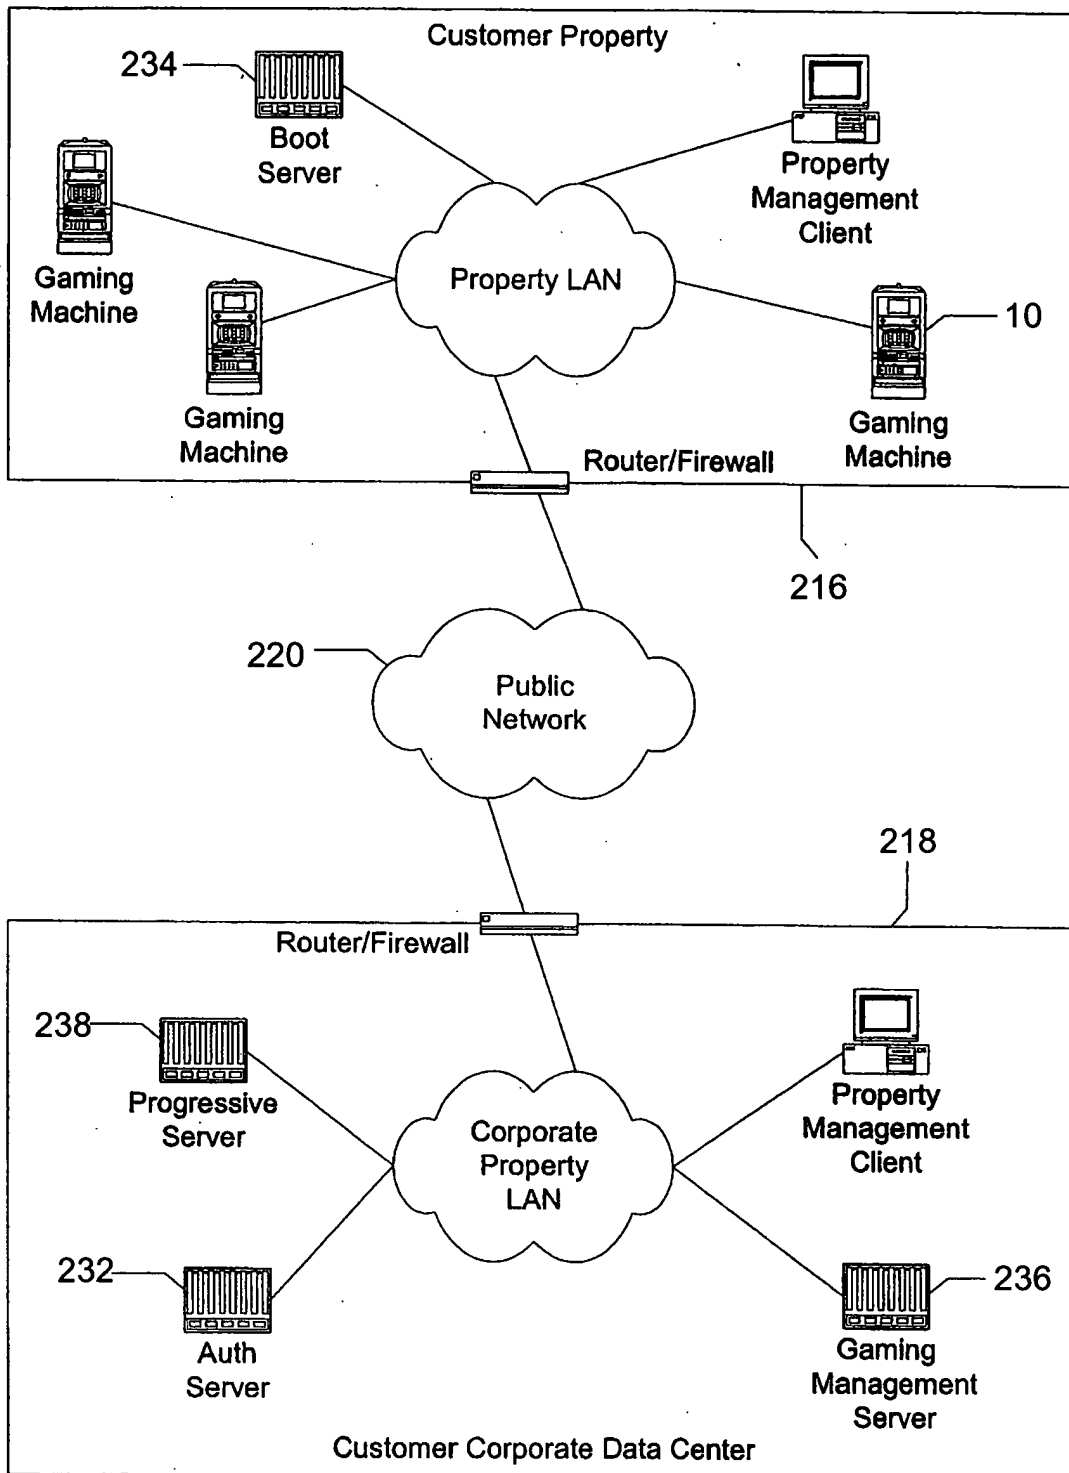 Customer Property
234
Boot
Server
Property
Management
Client
Gaming
Machine
Property LAN
10
Gaming
Machine
Gaming
Machine
Router/Firewall
216
220
Public
Network
218
Router/Firewall
238
Progressive
Server
Corporate
Property
LAN
Property
Management
Client
232
Auth
Server
236
Gaming
Management
Server
Customer Corporate Data Center